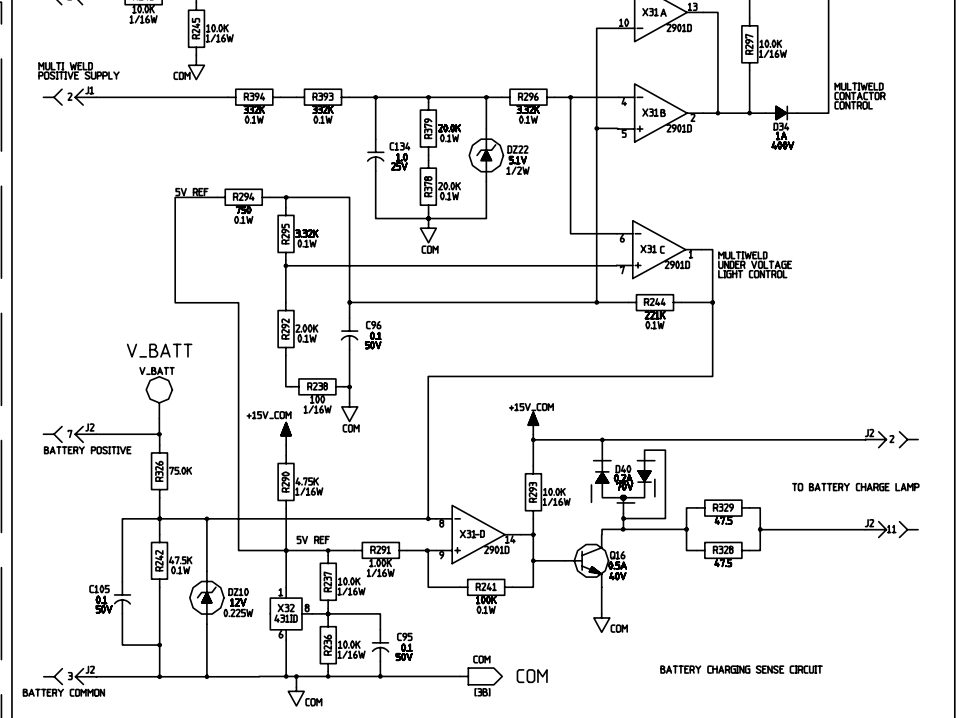 10.0K
1/16W
R245
10.0K
1/16W
COM
10
X31A
13
2901D
R297
10.0K
1/16W
MULTI WELD
POSITIVE SUPPLY
2
J1
R394
332K
0.1W
R393
332K
0.1W
R296
3.32K
0.1W
4
X31B
2
5
2901D
D34
1A
400V
MULTIWELD
CONTACTOR
CONTROL
C134
1.0
25V
R379
20.0K
0.1W
R378
20.0K
0.1W
DZ22
5.1V
1/2W
COM
5V REF
R294
750
0.1W
R295
3.32K
0.1W
6
X31C
1
7
2901D
MULTIWELD
UNDER VOLTAGE
LIGHT CONTROL
R244
221K
0.1W
R292
2.00K
0.1W
C96
0.1
50V
R238
100
1/16W
COM
V_BATT
V_BATT
+15V_COM
+15V_COM
7
J2
BATTERY POSITIVE
J2
2
R326
75.0K
R290
4.75K
1/16W
R293
10.0K
1/16W
D40
0.2A
70V
TO BATTERY CHARGE LAMP
R329
47.5
J2
11
R328
47.5
8
X31-D
14
9
2901D
5V REF
R291
1.00K
1/16W
R241
100K
0.1W
Q16
0.5A
40V
COM
R242
47.5K
0.1W
C105
0.1
50V
DZ10
12V
0.225W
1
X32
431ID
8
6
R237
10.0K
1/16W
R236
10.0K
1/16W
C95
0.1
50V
3
J2
BATTERY COMMON
COM
COM
[3B]
COM
BATTERY CHARGING SENSE CIRCUIT